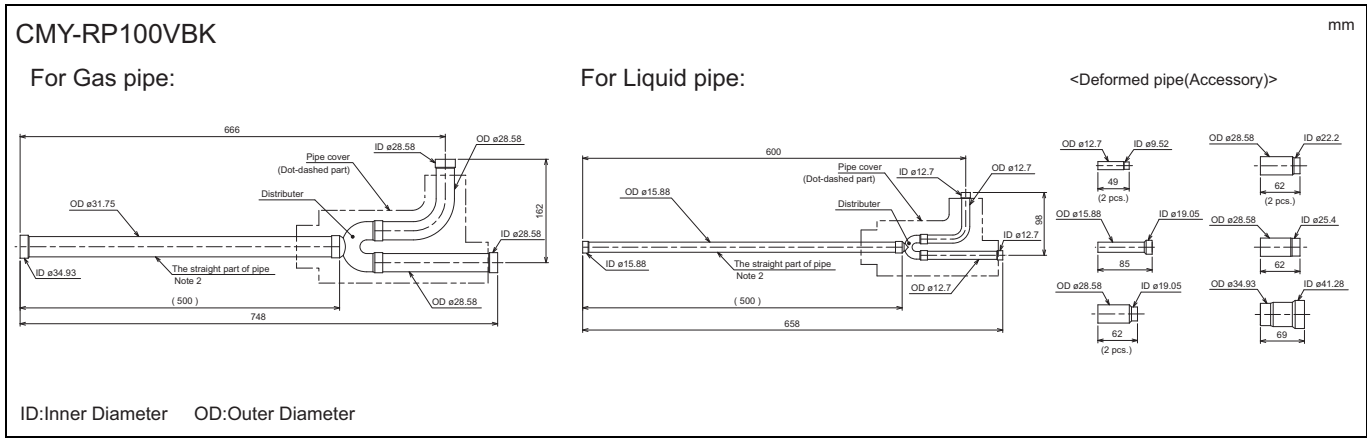 CMY-RP100VBK
mm
For Gas pipe:
666
ID ø28.58
OD ø28.58
Pipe cover
(Dot-dashed part)
Distributer
OD ø31.75
162
ID ø28.58
ID ø34.93
The straight part of pipe
Note 2
OD ø28.58
( 500 )
748
For Liquid pipe:
600
Pipe cover
(Dot-dashed part)
ID ø12.7
OD ø12.7
OD ø15.88
Distributer
98
ID ø12.7
ID ø15.88
The straight part of pipe
Note 2
OD ø12.7
( 500 )
658
<Deformed pipe(Accessory)>
OD ø12.7
ID ø9.52
49
(2 pcs.)
OD ø28.58
ID ø22.2
62
(2 pcs.)
OD ø15.88
ID ø19.05
85
OD ø28.58
ID ø25.4
62
OD ø28.58
ID ø19.05
62
(2 pcs.)
OD ø34.93
ID ø41.28
69
ID:Inner Diameter OD:Outer Diameter